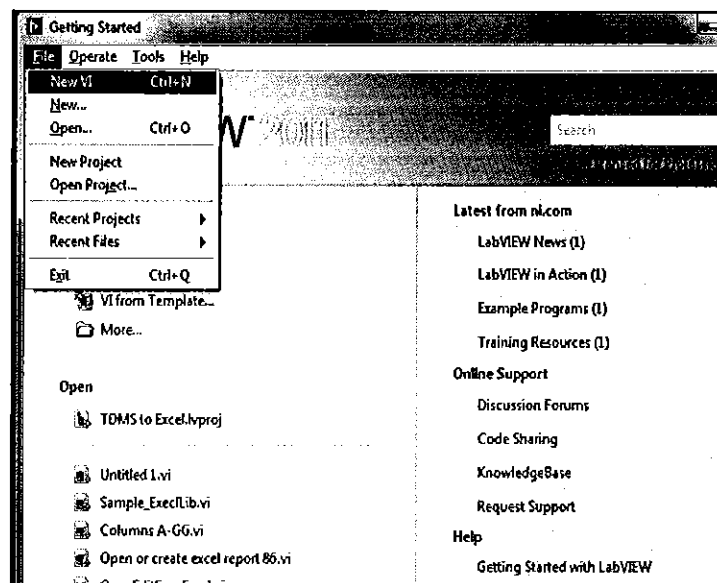 Getting Started
File Operate Tools Help
New VI Ctrl+N
New...
Open... Ctrl+O
New Project
Open Project...
Recent Projects
Recent Files
Exit Ctrl+Q
W 2011
Search
VI from Template...
More...
Open
TDMS to Excel.lvproj
Untitled 1.vi
Sample_ExeclLib.vi
Columns A-GG.vi
Open or create excel report 86.vi
Latest from ni.com
LabVIEW News (1)
LabVIEW in Action (1)
Example Programs (1)
Training Resources (1)
Online Support
Discussion Forums
Code Sharing
KnowledgeBase
Request Support
Help
Getting Started with LabVIEW